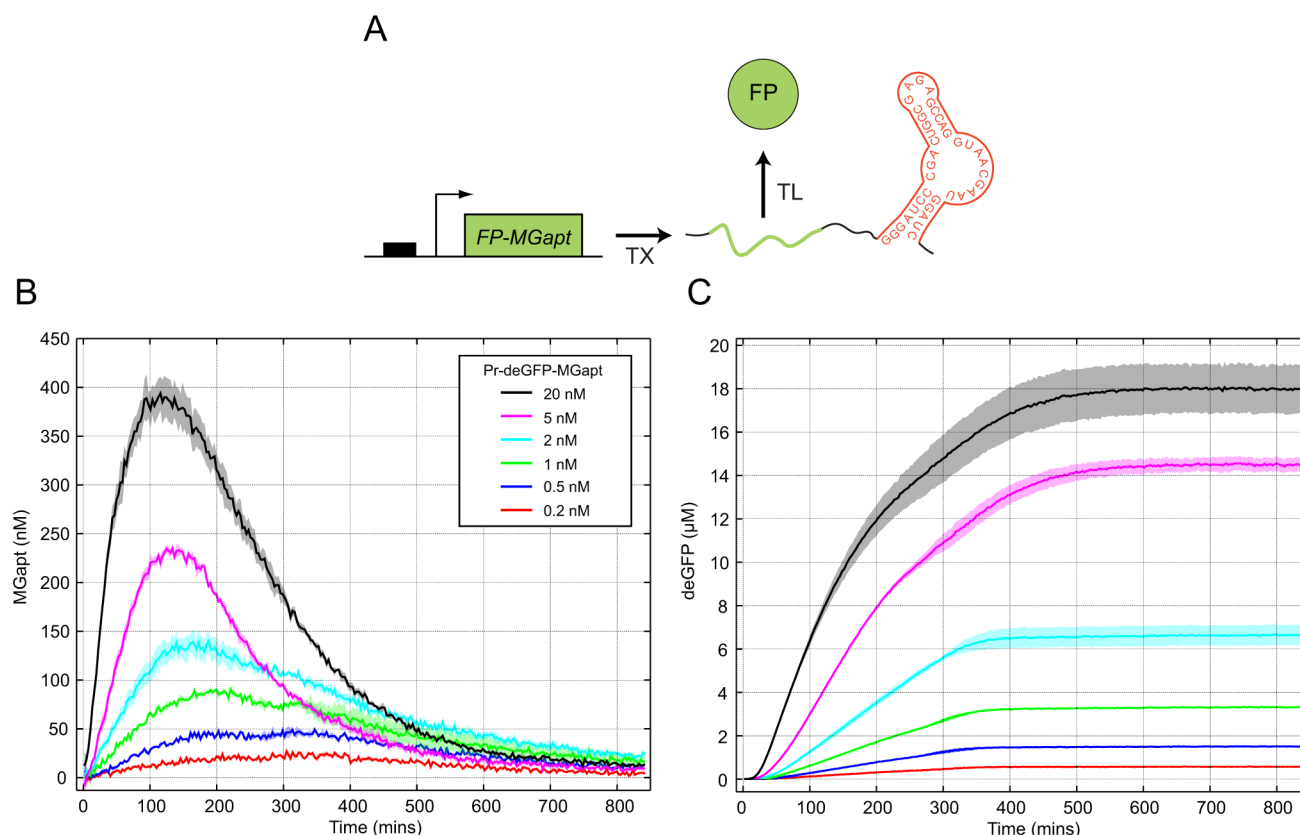 A
FP
TL
FP-MGapt
TX
GGGAUCCCGACUGGCGAGAGCCAGGUAACGAAUGGAUCUC
B
C
MGapt (nM)
450
400
350
300
250
200
150
100
50
0
Pr-deGFP-MGapt
20 nM
5 nM
2 nM
1 nM
0.5 nM
0.2 nM
0 100 200 300 400 500 600 700 800
Time (mins)
deGFP (µM)
20
18
16
14
12
10
8
6
4
2
0
0 100 200 300 400 500 600 700 800
Time (mins)